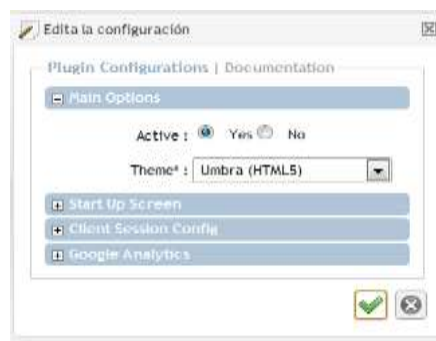 Edita la configuración
Plugin Configurations | Documentation
Main Options
Active : Yes No
Theme* : Umbra (HTML5)
Start Up Screen
Client Session Config
Google Analytics